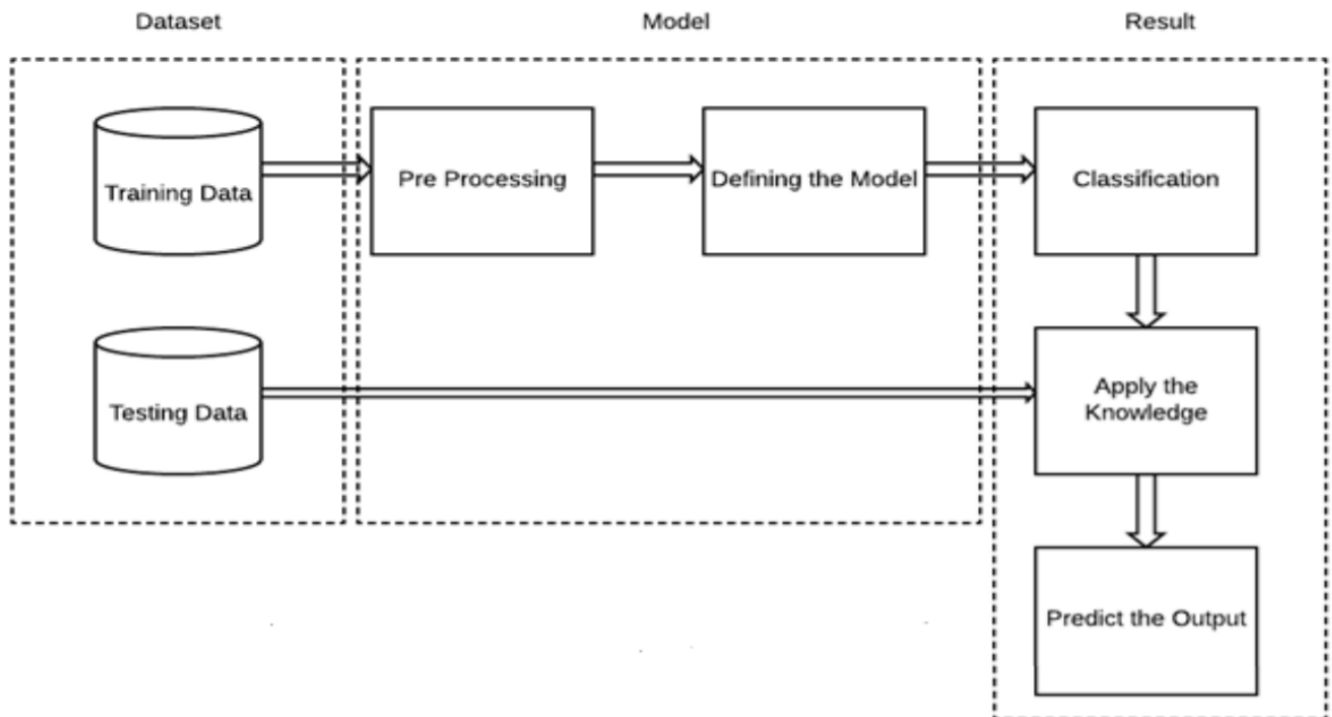 Dataset
Model
Result
Training Data
Pre Processing
Defining the Model
Classification
Testing Data
Apply the
Knowledge
Predict the Output